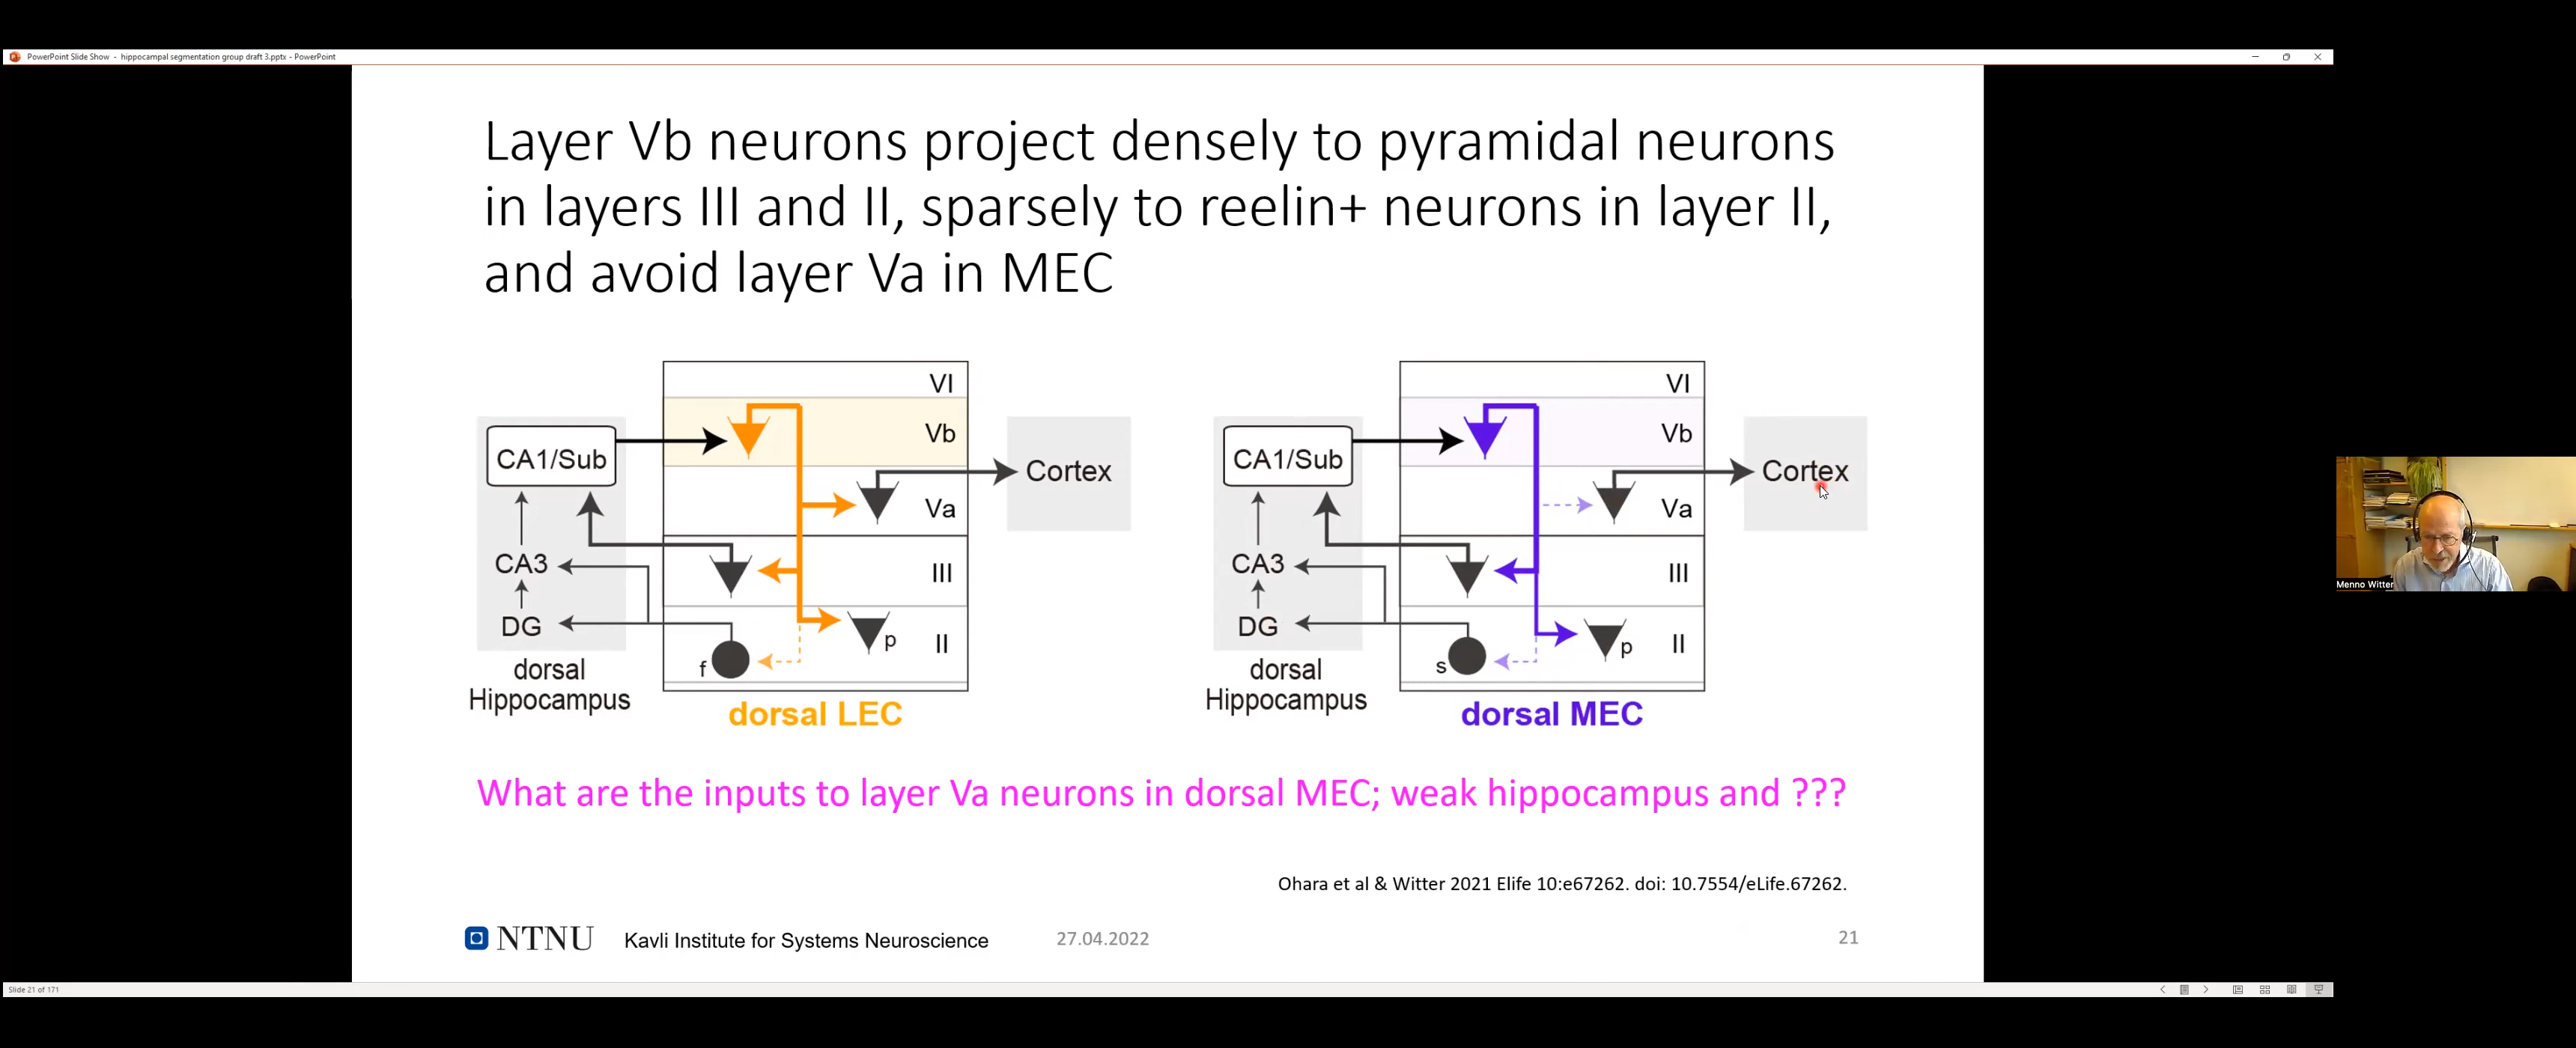 PowerPoint Slide Show - hippocampal segmentation group draft 3.pptx - PowerPoint
Layer Vb neurons project densely to pyramidal neurons
in layers III and II, sparsely to reelin+ neurons in layer II,
and avoid layer Va in MEC
VI
Vb
Va
III
II
CA1/Sub
CA3
DG
dorsal
Hippocampus
Cortex
f
p
dorsal LEC
VI
Vb
Va
III
II
CA1/Sub
CA3
DG
dorsal
Hippocampus
Cortex
s
p
dorsal MEC
What are the inputs to layer Va neurons in dorsal MEC; weak hippocampus and ???
Ohara et al & Witter 2021 Elife 10:e67262. doi: 10.7554/eLife.67262.
NTNU Kavli Institute for Systems Neuroscience 27.04.2022 21
Slide 21 of 171
Menno Witter